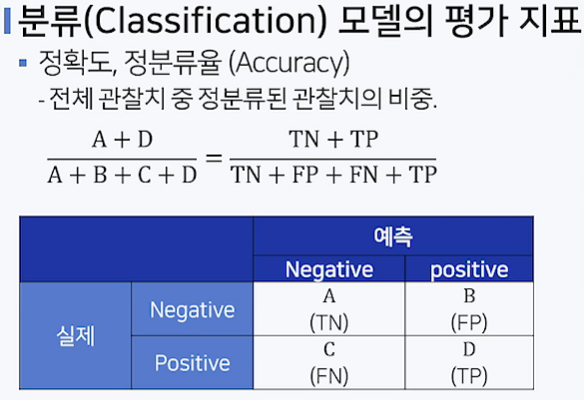 분류(Classification) 모델의 평가 지표
▪ 정확도, 정분류율 (Accuracy)
- 전체 관찰치 중 정분류된 관찰치의 비중.
A + D TN + TP
=
A + B + C + D TN + FP + FN + TP
예측
Negative positive
실제
Negative A (TN) B (FP)
Positive C (FN) D (TP)